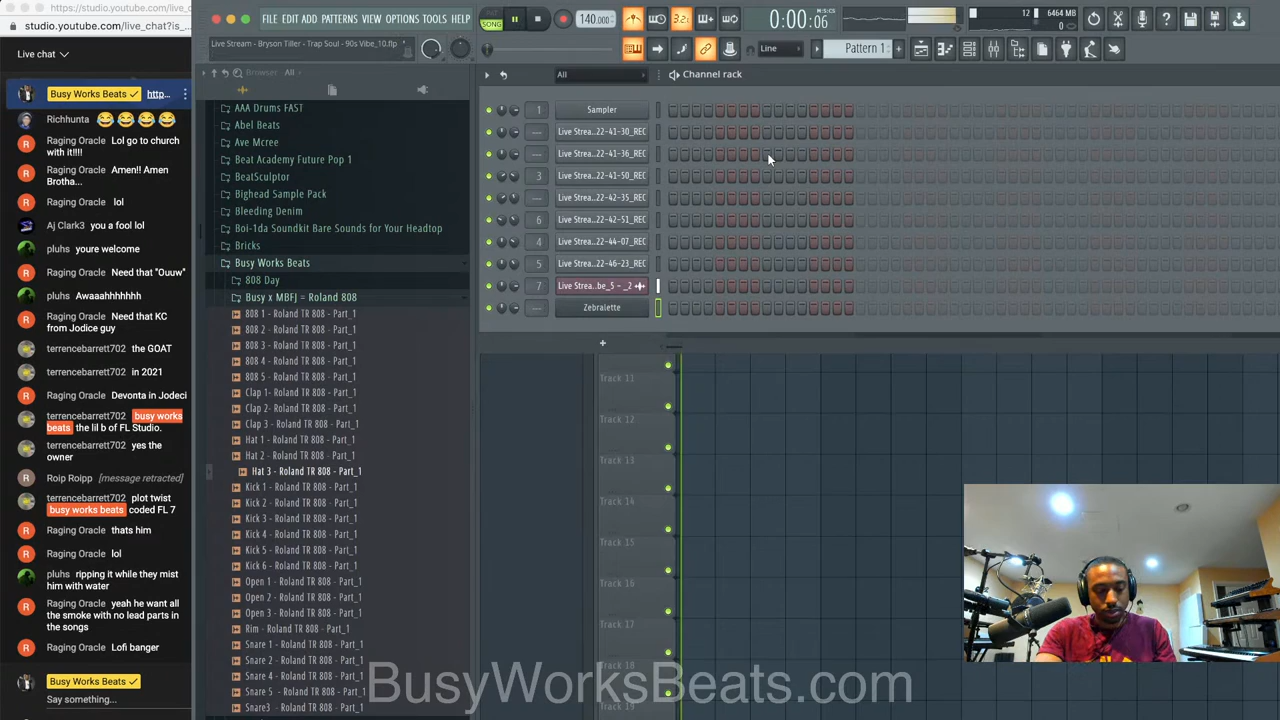 https://studio.youtube.com/live_c...
studio.youtube.com/live_chat?is_...
Live chat
Busy Works Beats http...
Richhunta 😂 😂 😂 😂
Raging Oracle Lol go to church
with it!!!!
Raging Oracle Amen!! Amen
Brotha...
Raging Oracle lol
Aj Clark3 you a fool lol
pluhs youre welcome
Raging Oracle Need that "Ouuw"
pluhs Awaaahhhhhhh
Raging Oracle Need that KC
from Jodice guy
terrencebarrett702 the GOAT
terrencebarrett702 in 2021
Raging Oracle Devonta in Jodeci
terrencebarrett702 busy works
beats the lil b of FL Studio.
terrencebarrett702 yes the
owner
Roip Roipp [message retracted]
terrencebarrett702 plot twist
busy works beats coded FL 7
Raging Oracle thats him
Raging Oracle lol
pluhs ripping it while they mist
him with water
Raging Oracle yeah he want all
the smoke with no lead parts in
the songs
Raging Oracle Lofi banger
Busy Works Beats
Say something...
FILE EDIT ADD PATTERNS VIEW OPTIONS TOOLS HELP
Live Stream - Bryson Tiller - Trap Soul - 90s Vibe_10.flp
PAT
SONG
140.000
3.2
0:00:06
M:S:CS
12
6464 MB
Line
Pattern 1
Browser All
AAA Drums FAST
Abel Beats
Ave Mcree
Beat Academy Future Pop 1
BeatSculptor
Bighead Sample Pack
Bleeding Denim
Boi-1da Soundkit Bare Sounds for Your Headtop
Bricks
Busy Works Beats
808 Day
Busy x MBFJ = Roland 808
808 1 - Roland TR 808 - Part_1
808 2 - Roland TR 808 - Part_1
808 3 - Roland TR 808 - Part_1
808 4 - Roland TR 808 - Part_1
808 5 - Roland TR 808 - Part_1
Clap 1- Roland TR 808 - Part_1
Clap 2- Roland TR 808 - Part_1
Clap 3 - Roland TR 808 - Part_1
Hat 1 - Roland TR 808 - Part_1
Hat 2 - Roland TR 808 - Part_1
Hat 3 - Roland TR 808 - Part_1
Kick 1 - Roland TR 808 - Part_1
Kick 2 - Roland TR 808 - Part_1
Kick 3 - Roland TR 808 - Part_1
Kick 4 - Roland TR 808 - Part_1
Kick 5 - Roland TR 808 - Part_1
Kick 6 - Roland TR 808 - Part_1
Open 1 - Roland TR 808 - Part_1
Open 2 - Roland TR 808 - Part_1
Open 3 - Roland TR 808 - Part_1
Rim - Roland TR 808 - Part_1
Snare 1 - Roland TR 808 - Part_1
Snare 2 - Roland TR 808 - Part_1
Snare 4 - Roland TR 808 - Part_1
Snare 5 - Roland TR 808 - Part_1
Snare3 - Roland TR 808 - Part_1
All
Channel rack
1 Sampler
--- Live Strea...22-41-30_REC
--- Live Strea...22-41-36_REC
3 Live Strea...22-41-50_REC
--- Live Strea...22-42-35_REC
6 Live Strea...22-42-51_REC
4 Live Strea...22-44-07_REC
5 Live Strea...22-46-23_REC
7 Live Strea...be_5 - _2
--- Zebralette
+
Track 11
Track 12
Track 13
Track 14
Track 15
Track 16
Track 17
Track 18
Track 19
BusyWorksBeats.com